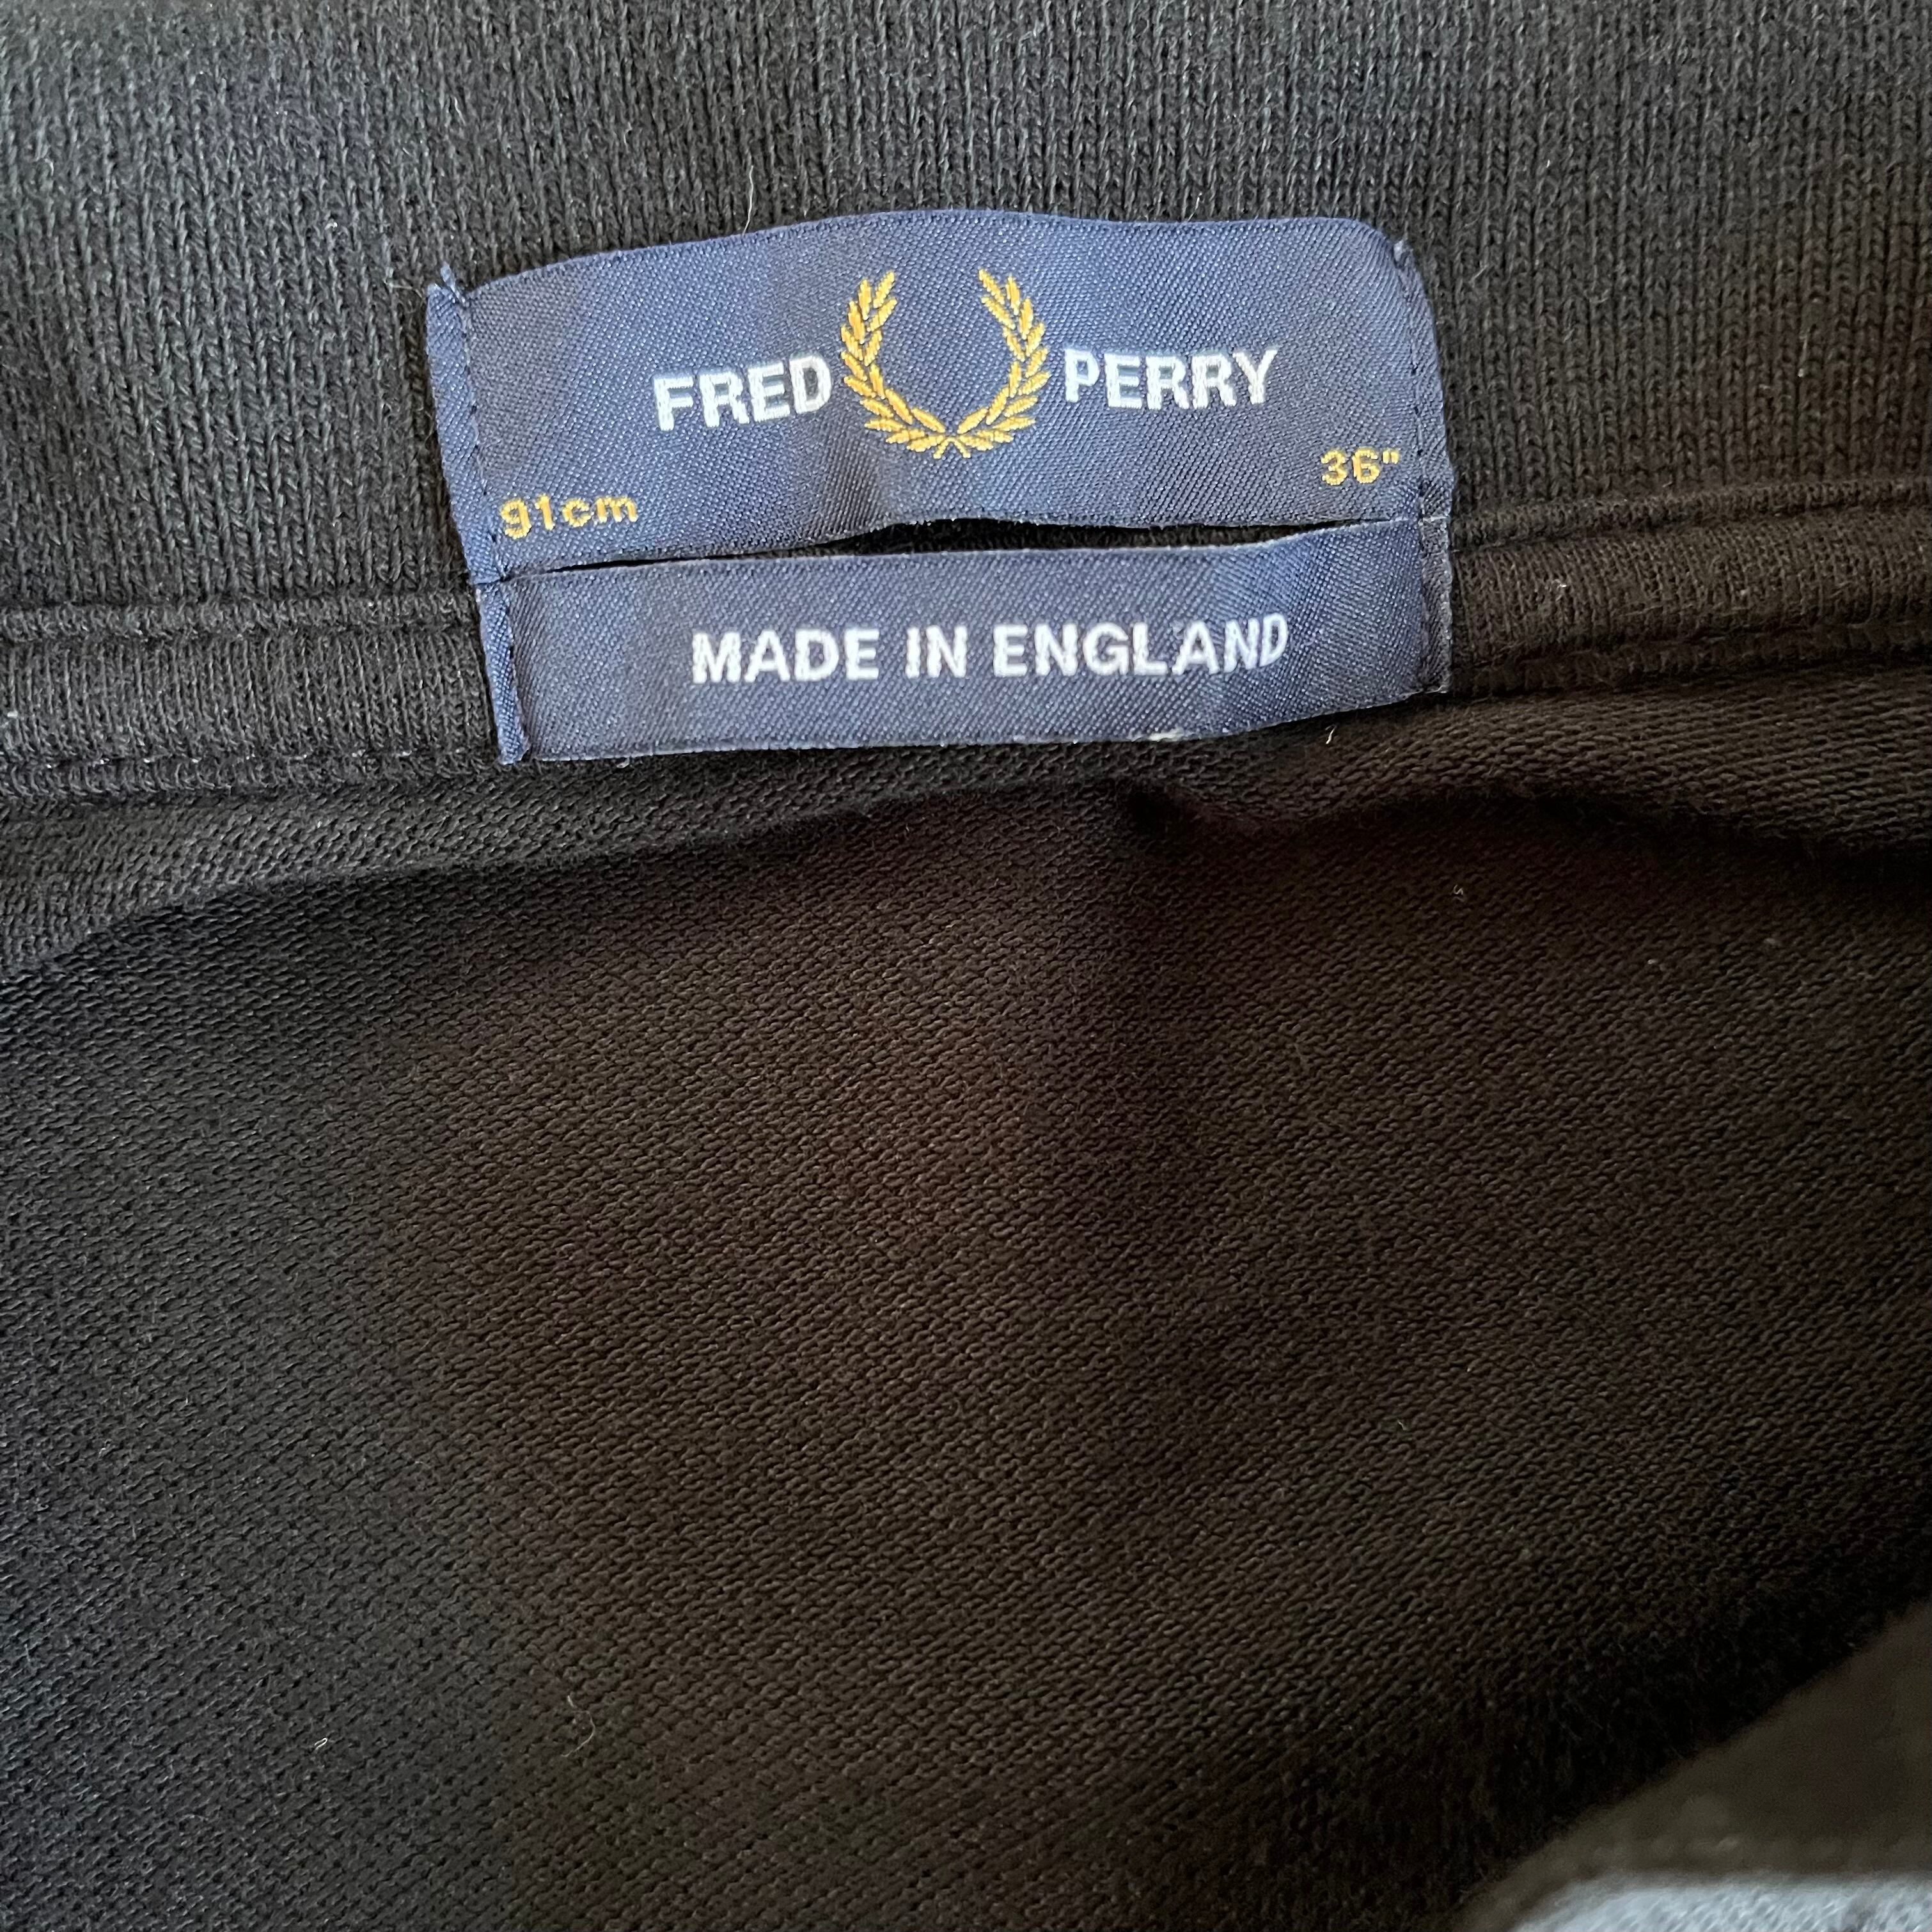 FRED PERRY
91cm 36"
MADE IN ENGLAND